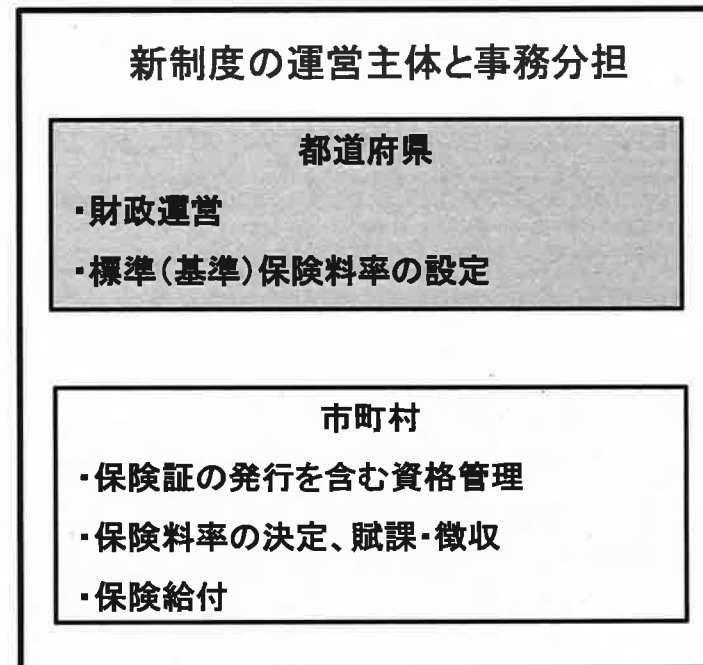 新制度の運営主体と事務分担
都道府県
・財政運営
・標準(基準)保険料率の設定
市町村
・保険証の発行を含む資格管理
・保険料率の決定、賦課・徴収
・保険給付